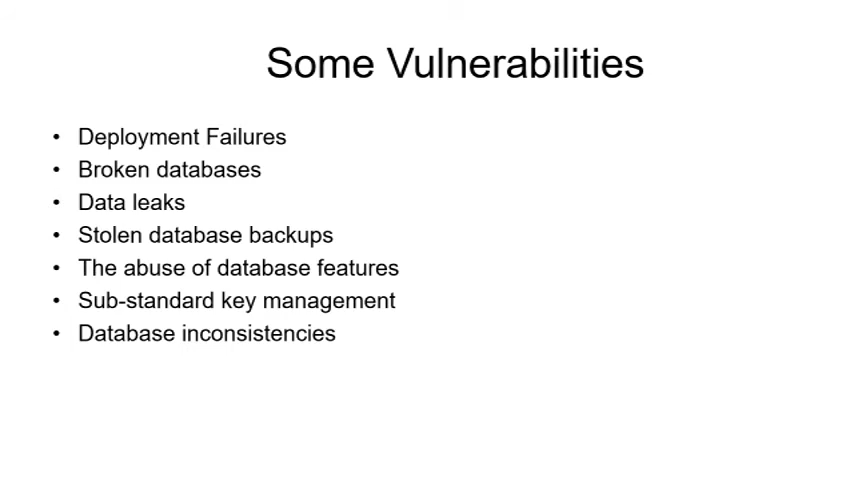 Some Vulnerabilities
• Deployment Failures
• Broken databases
• Data leaks
• Stolen database backups
• The abuse of database features
• Sub-standard key management
• Database inconsistencies